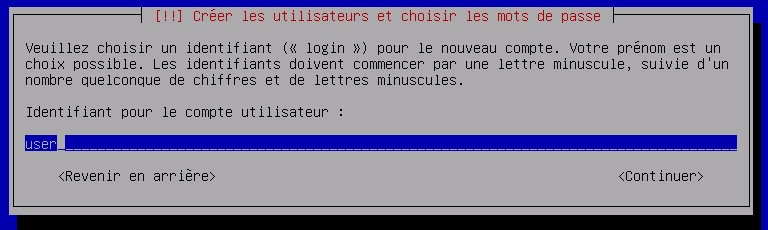 [!!] Créer les utilisateurs et choisir les mots de passe
Veuillez choisir un identifiant (« login ») pour le nouveau compte. Votre prénom est un
choix possible. Les identifiants doivent commencer par une lettre minuscule, suivie d'un
nombre quelconque de chiffres et de lettres minuscules.
Identifiant pour le compte utilisateur :
user
<Revenir en arrière> <Continuer>